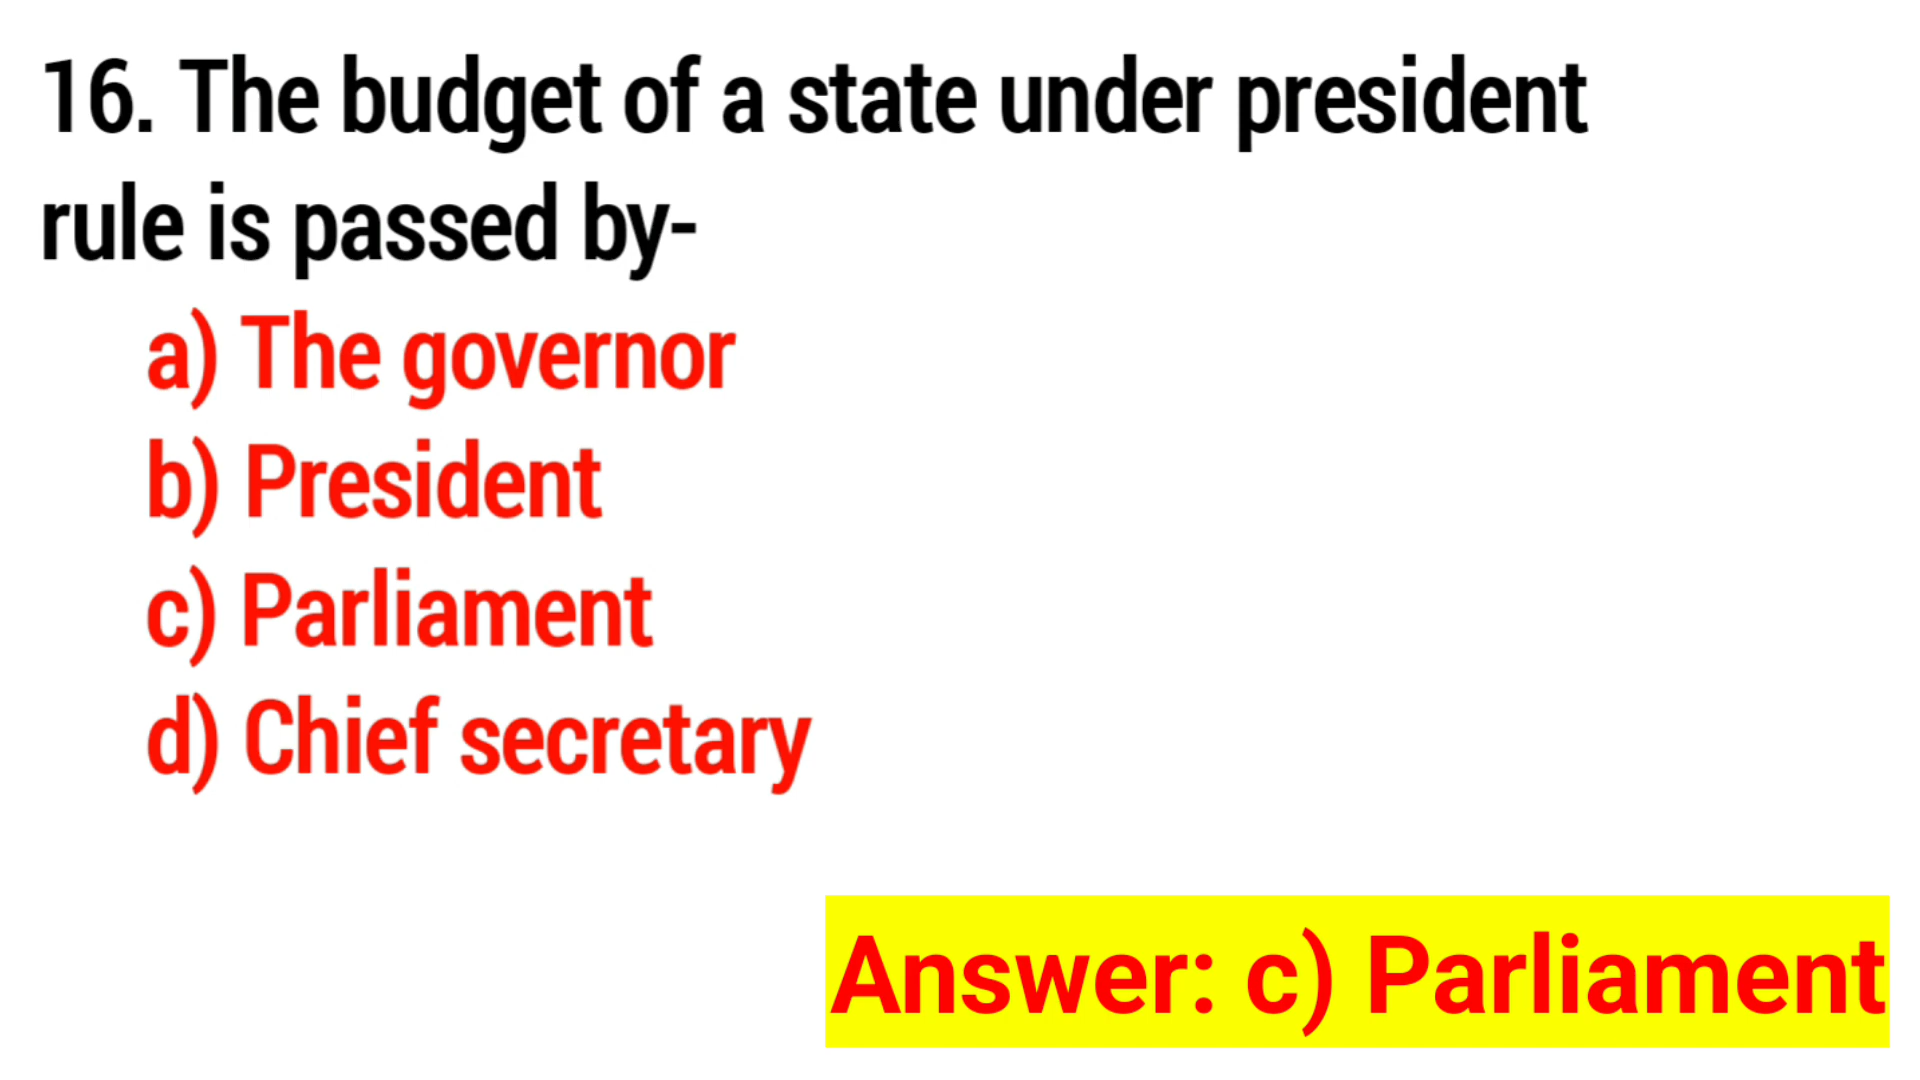 16. The budget of a state under president
rule is passed by-
a) The governor
b) President
c) Parliament
d) Chief secretary
Answer: c) Parliament